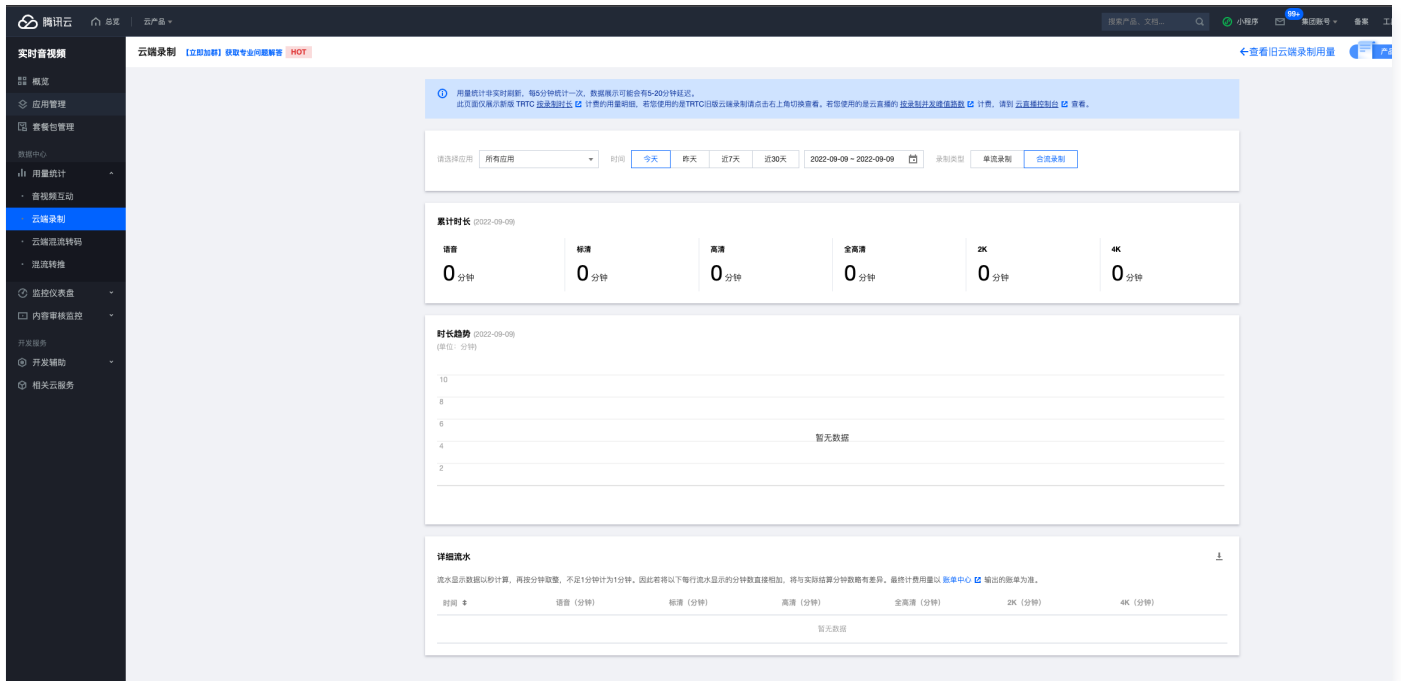 腾讯云 总览 云产品 搜索产品、文档... 小程序 99+ 集团账号 备案 工
实时音视频
云端录制 【立即加群】获取专业问题解答 HOT ←查看旧云端录制用量 产品
概览
应用管理
套餐包管理
数据中心
用量统计
· 音视频互动
· 云端录制
· 云端混流转码
· 混流转推
监控仪表盘
内容审核监控
开发服务
开发辅助
相关云服务
用量统计非实时刷新，每5分钟统计一次，数据展示可能会有5-20分钟延迟。
此页面仅展示新版 TRTC 按录制时长 计费的用量明细，若您使用的是TRTC旧版云端录制请点击右上角切换查看。若您使用的是云直播的 按录制并发峰值路数 计费，请到 云直播控制台 查看。
请选择应用 所有应用 时间 今天 昨天 近7天 近30天 2022-09-09 ~ 2022-09-09 录制类型 单流录制 合流录制
累计时长 (2022-09-09)
语音 标清 高清 全高清 2K 4K
0 分钟 0 分钟 0 分钟 0 分钟 0 分钟 0 分钟
时长趋势 (2022-09-09)
(单位：分钟)
10
8
6
暂无数据
4
2
详细流水
流水显示数据以秒计算，再按分钟取整，不足1分钟计为1分钟。因此若将以下每行流水显示的分钟数直接相加，将与实际结算分钟数略有差异。最终计费用量以 账单中心 输出的账单为准。
时间 语音（分钟） 标清（分钟） 高清（分钟） 全高清（分钟） 2K（分钟） 4K（分钟）
暂无数据